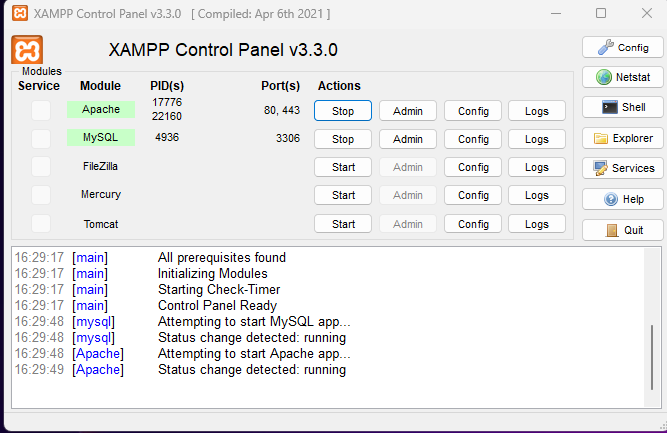 XAMPP Control Panel v3.3.0 [ Compiled: Apr 6th 2021 ]
XAMPP Control Panel v3.3.0
Config
Modules
Service Module PID(s) Port(s) Actions
Netstat
Apache 17776 22160 80, 443 Stop Admin Config Logs
Shell
MySQL 4936 3306 Stop Admin Config Logs
Explorer
FileZilla Start Admin Config Logs
Services
Mercury Start Admin Config Logs
Help
Tomcat Start Admin Config Logs
Quit
16:29:17 [main] All prerequisites found
16:29:17 [main] Initializing Modules
16:29:17 [main] Starting Check-Timer
16:29:17 [main] Control Panel Ready
16:29:48 [mysql] Attempting to start MySQL app...
16:29:48 [mysql] Status change detected: running
16:29:48 [Apache] Attempting to start Apache app...
16:29:49 [Apache] Status change detected: running